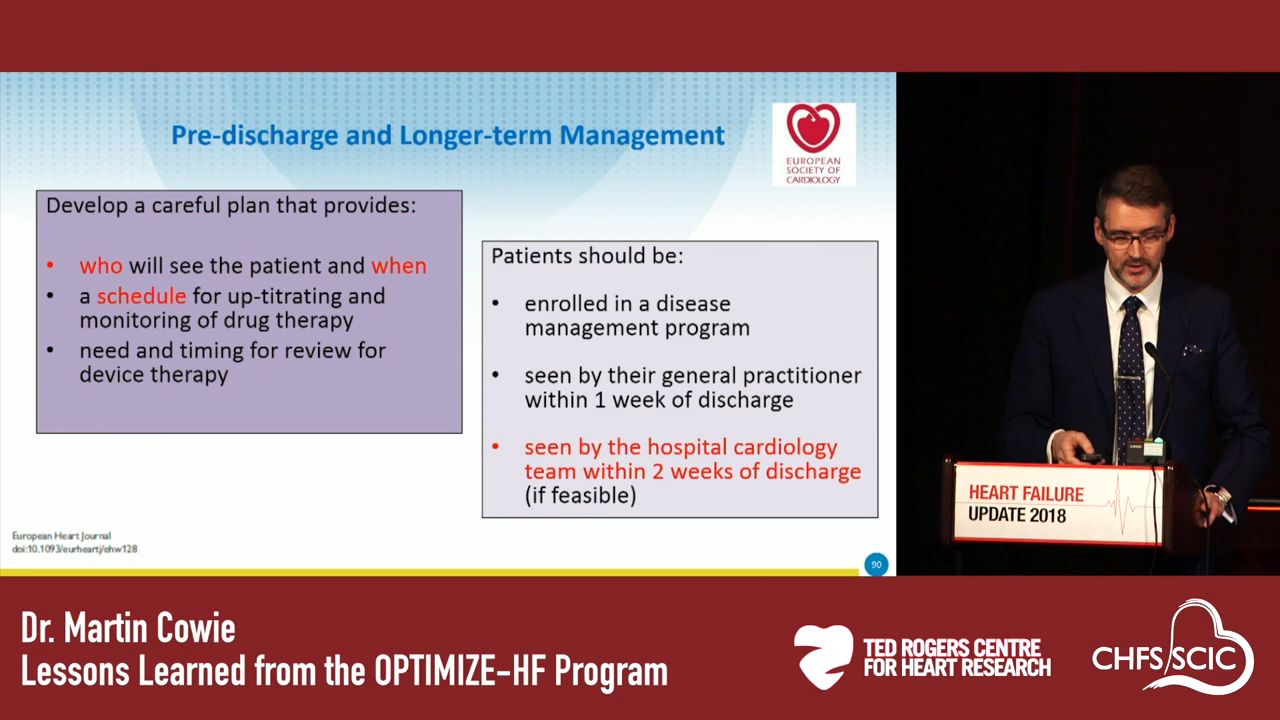 Pre-discharge and Longer-term Management
EUROPEAN
SOCIETY OF
CARDIOLOGY
Develop a careful plan that provides:
• who will see the patient and when
• a schedule for up-titrating and
monitoring of drug therapy
• need and timing for review for
device therapy
Patients should be:
• enrolled in a disease
management program
• seen by their general practitioner
within 1 week of discharge
• seen by the hospital cardiology
team within 2 weeks of discharge
(if feasible)
European Heart Journal
doi:10.1093/eurheartj/ehw128
90
HEART FAILURE
UPDATE 2018
Dr. Martin Cowie
Lessons Learned from the OPTIMIZE-HF Program
TED ROGERS CENTRE
FOR HEART RESEARCH
CHFS/SCIC